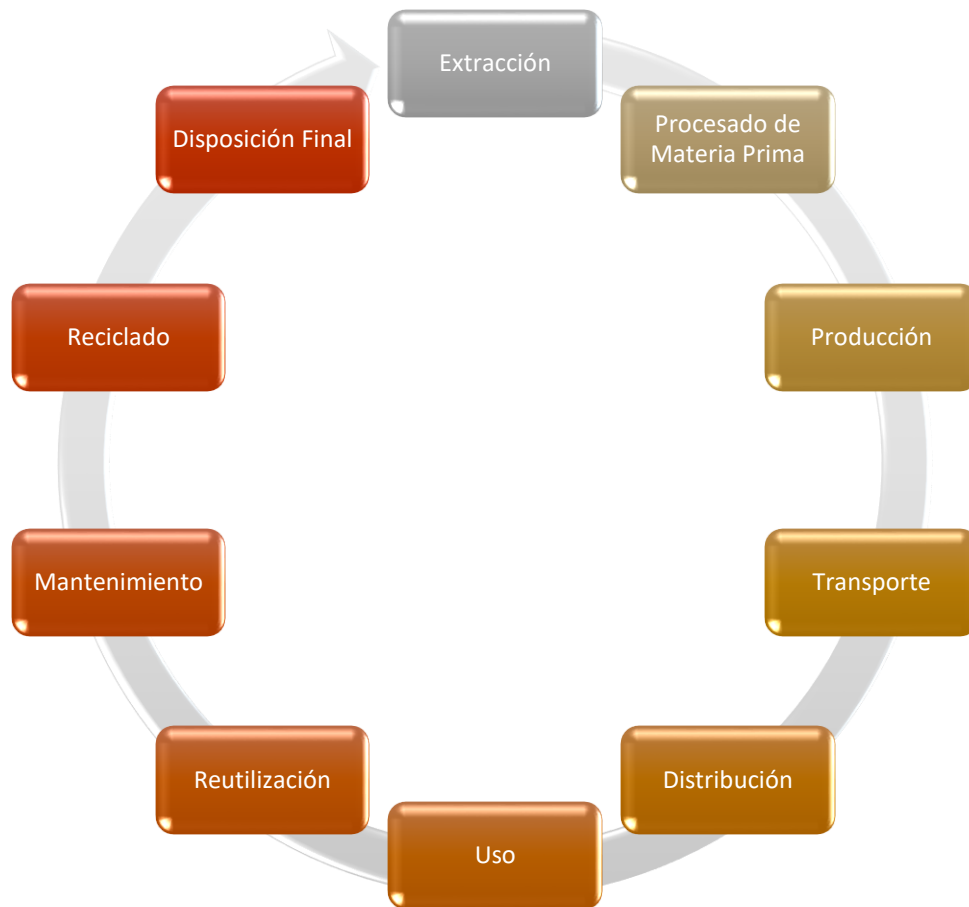 Extracción
Procesado de
Materia Prima
Producción
Transporte
Distribución
Uso
Reutilización
Mantenimiento
Reciclado
Disposición Final